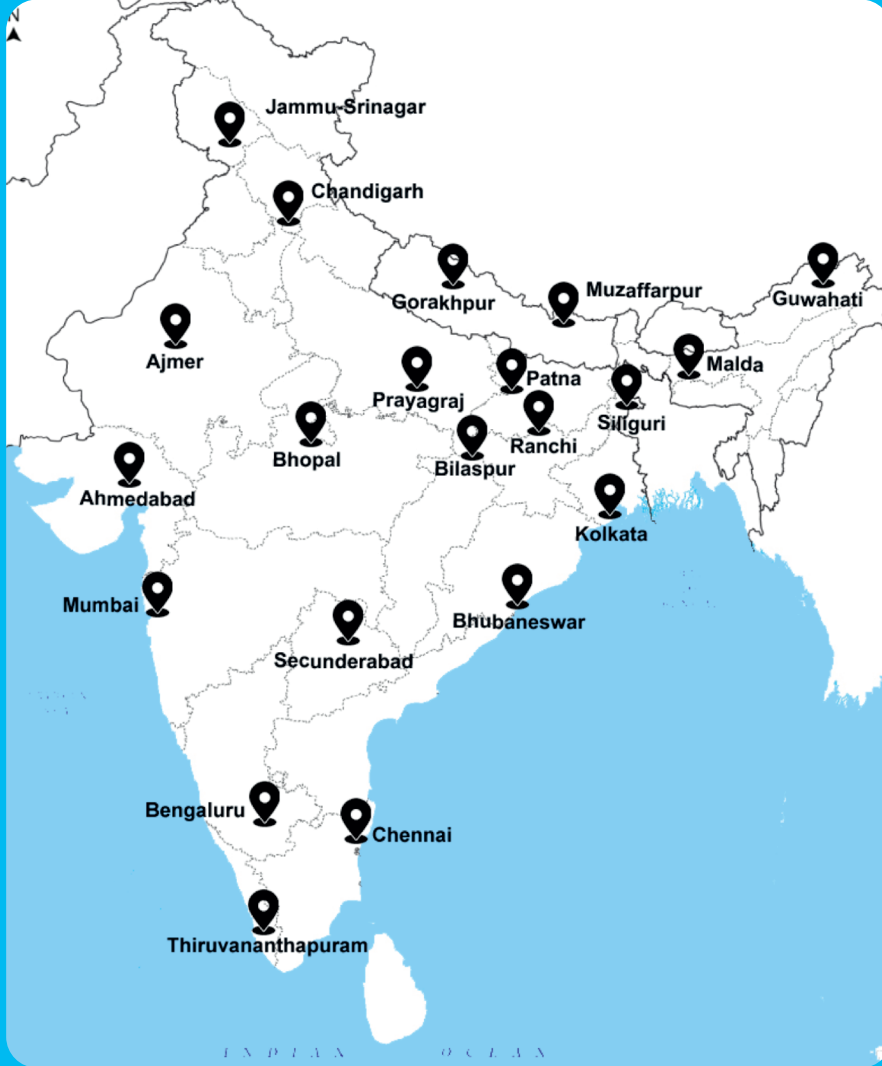 N
Jammu-Srinagar
Chandigarh
Gorakhpur
Muzaffarpur
Guwahati
Ajmer
Malda
Patna
Prayagraj
Siliguri
Ranchi
Bhopal
Bilaspur
Ahmedabad
Kolkata
Mumbai
Bhubaneswar
Secunderabad
Bengaluru
Chennai
Thiruvananthapuram
INDIAN OCEAN